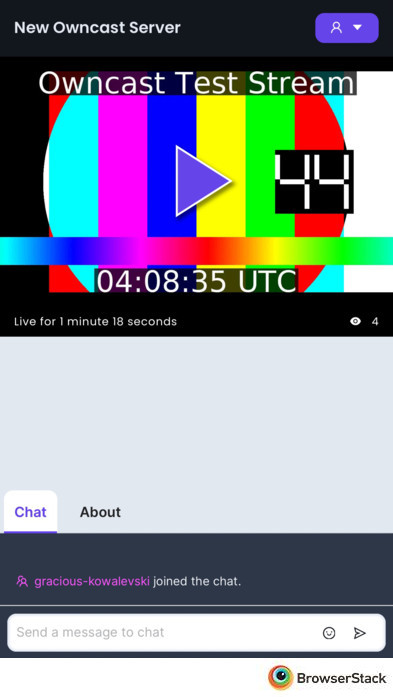 New Owncast Server
Owncast Test Stream
44
04:08:35 UTC
Live for 1 minute 18 seconds
4
Chat
About
gracious-kowalevski joined the chat.
Send a message to chat
BrowserStack